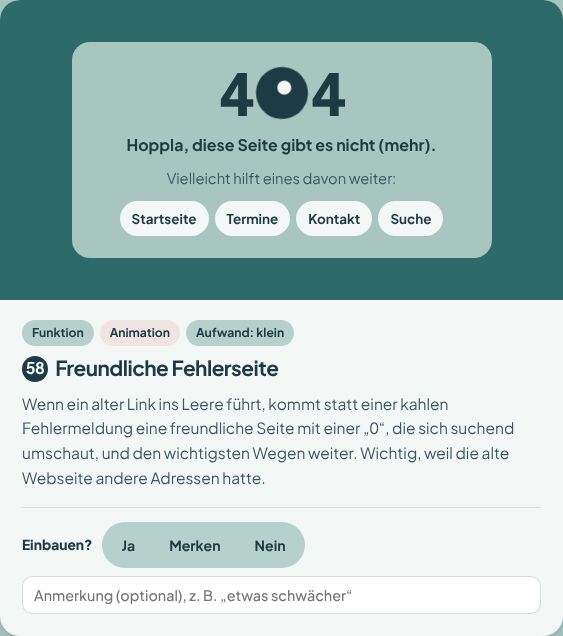 404
Hoppla, diese Seite gibt es nicht (mehr).
Vielleicht hilft eines davon weiter:
Startseite Termine Kontakt Suche
Funktion Animation Aufwand: klein
58 Freundliche Fehlerseite
Wenn ein alter Link ins Leere führt, kommt statt einer kahlen
Fehlermeldung eine freundliche Seite mit einer „0“, die sich suchend
umschaut, und den wichtigsten Wegen weiter. Wichtig, weil die alte
Webseite andere Adressen hatte.
Einbauen? Ja Merken Nein
Anmerkung (optional), z. B. „etwas schwächer“